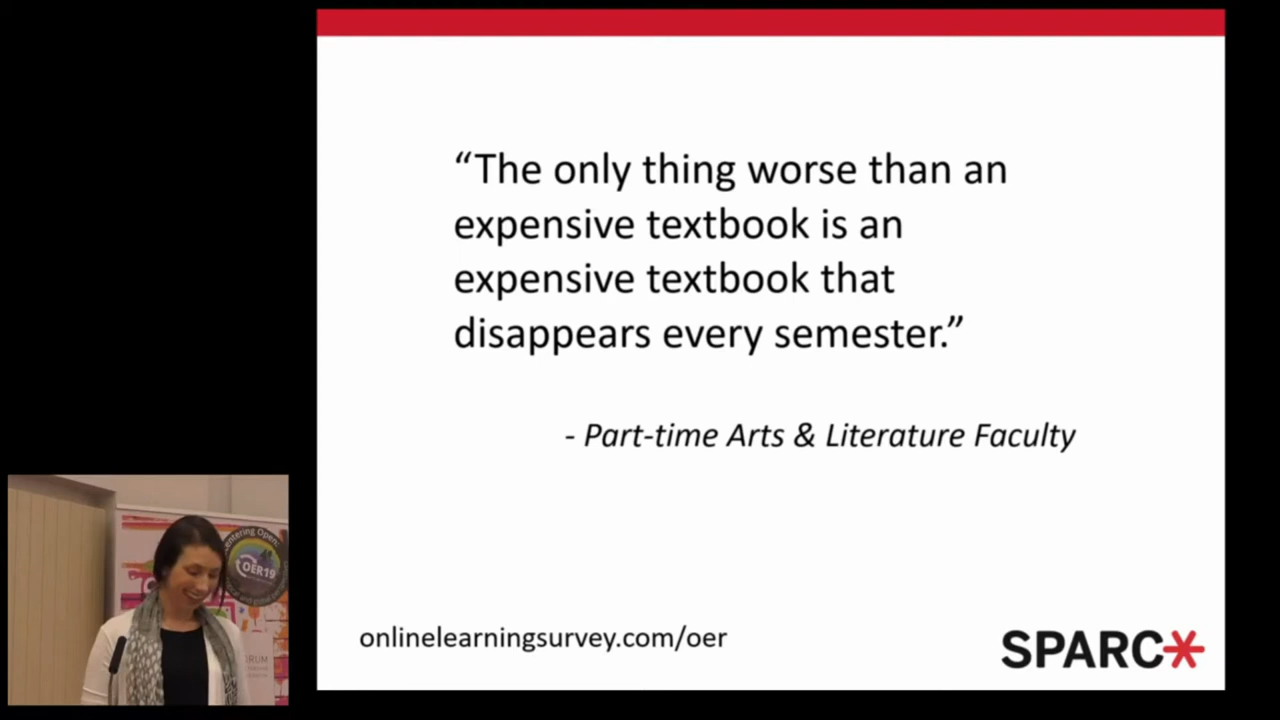 “The only thing worse than an
expensive textbook is an
expensive textbook that
disappears every semester.”
- Part-time Arts & Literature Faculty
onlinelearningsurvey.com/oer
SPARC
OER19